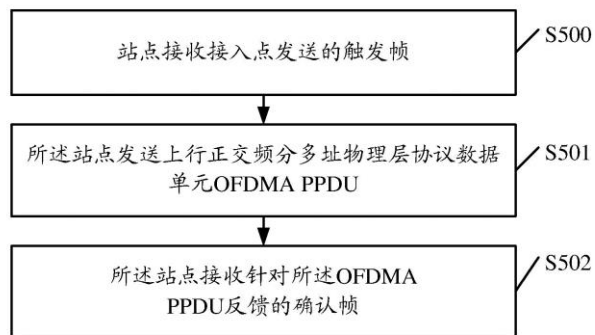 站点接收接入点发送的触发帧
S500
所述站点发送上行正交频分多址物理层协议数据
单元OFDMA PPDU
S501
所述站点接收针对所述OFDMA
PPDU反馈的确认帧
S502